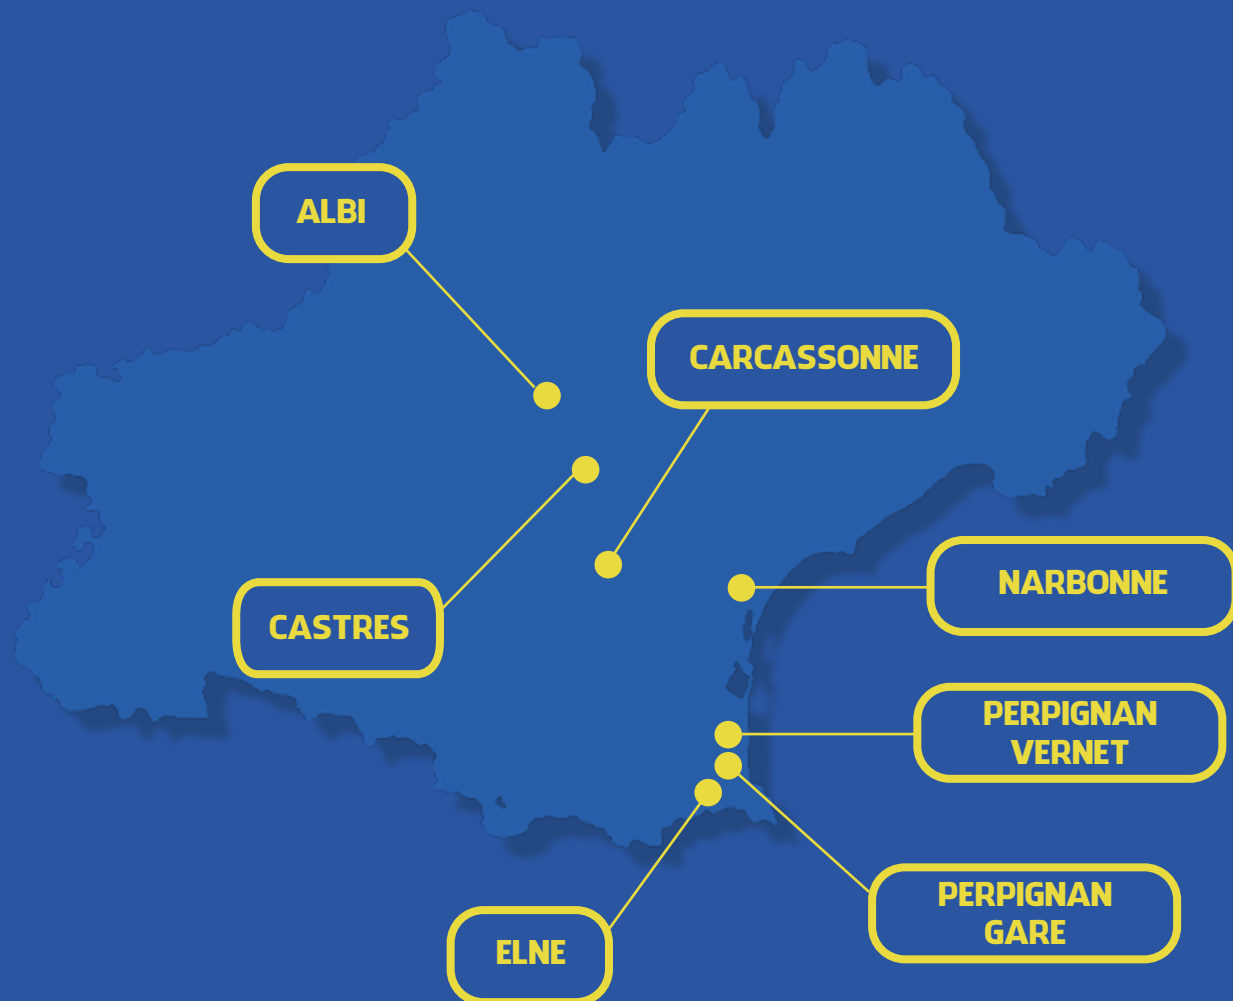 ALBI
CARCASSONNE
CASTRES
NARBONNE
PERPIGNAN
VERNET
PERPIGNAN
GARE
ELNE